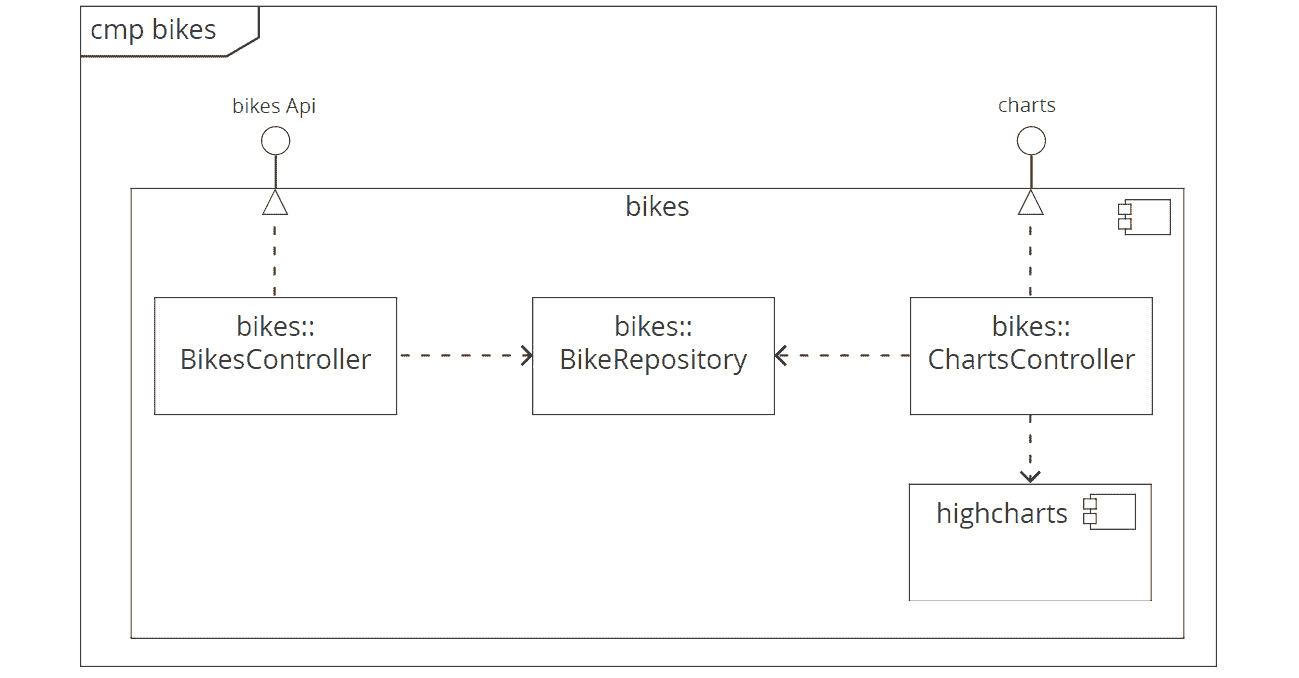 cmp bikes
bikes Api
charts
bikes
bikes::
BikesController
bikes::
BikeRepository
bikes::
ChartsController
highcharts